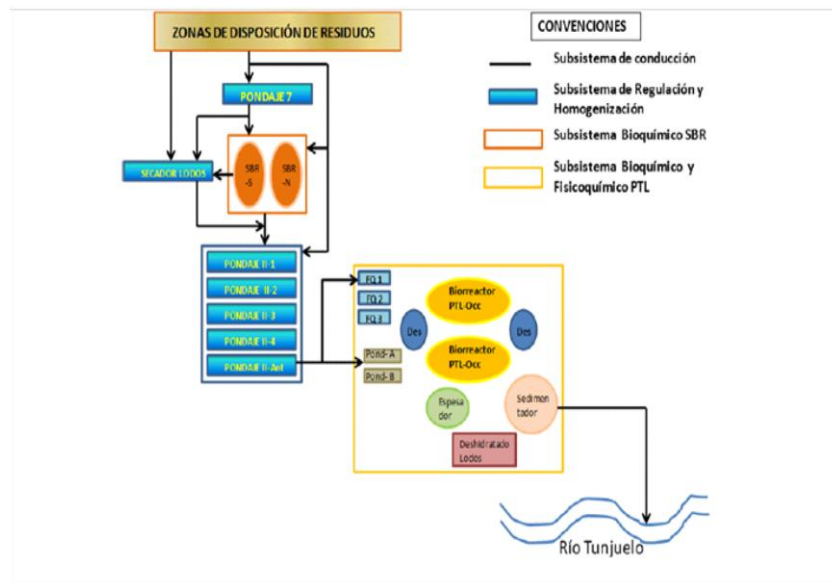 ZONAS DE DISPOSICIÓN DE RESIDUOS
CONVENCIONES
Subsistema de conducción
Subsistema de Regulación y
Homogenización
Subsistema Bioquímico SBR
Subsistema Bioquímico y
Fisicoquímico PTL
PONDAJE 7
SECADOR LODOS
SBR
-S
SBR
-N
PONDAJE II-1
PONDAJE II-2
PONDAJE II-3
PONDAJE II-4
PONDAJE II-Ant
FQ 1
FQ 2
FQ 3
Pond- A
Pond- B
Biorreactor
PTL-Occ
Des
Des
Biorreactor
PTL-Occ
Espesa
dor
Sedimen
tador
Deshidratado
Lodos
Río Tunjuelo